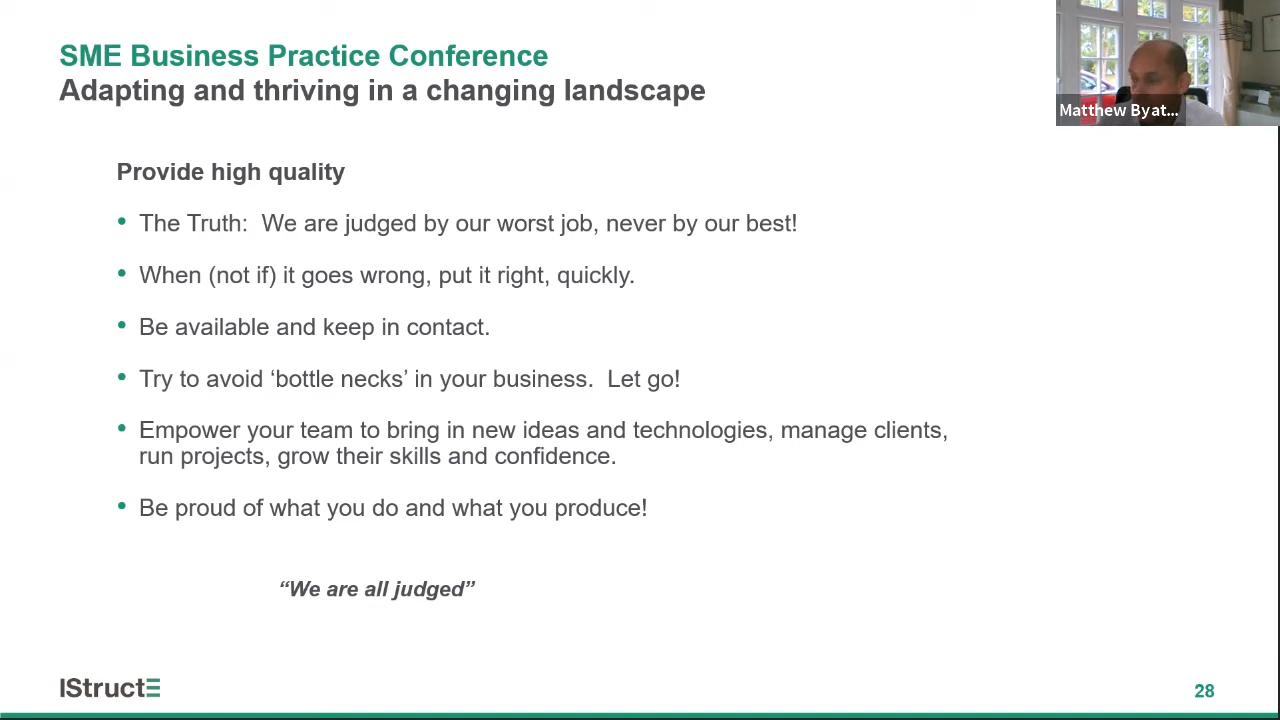 SME Business Practice Conference
Adapting and thriving in a changing landscape
Matthew Byat...
Provide high quality
• The Truth:  We are judged by our worst job, never by our best!
• When (not if) it goes wrong, put it right, quickly.
• Be available and keep in contact.
• Try to avoid ‘bottle necks’ in your business.  Let go!
• Empower your team to bring in new ideas and technologies, manage clients,
run projects, grow their skills and confidence.
• Be proud of what you do and what you produce!
“We are all judged”
IStructE
28